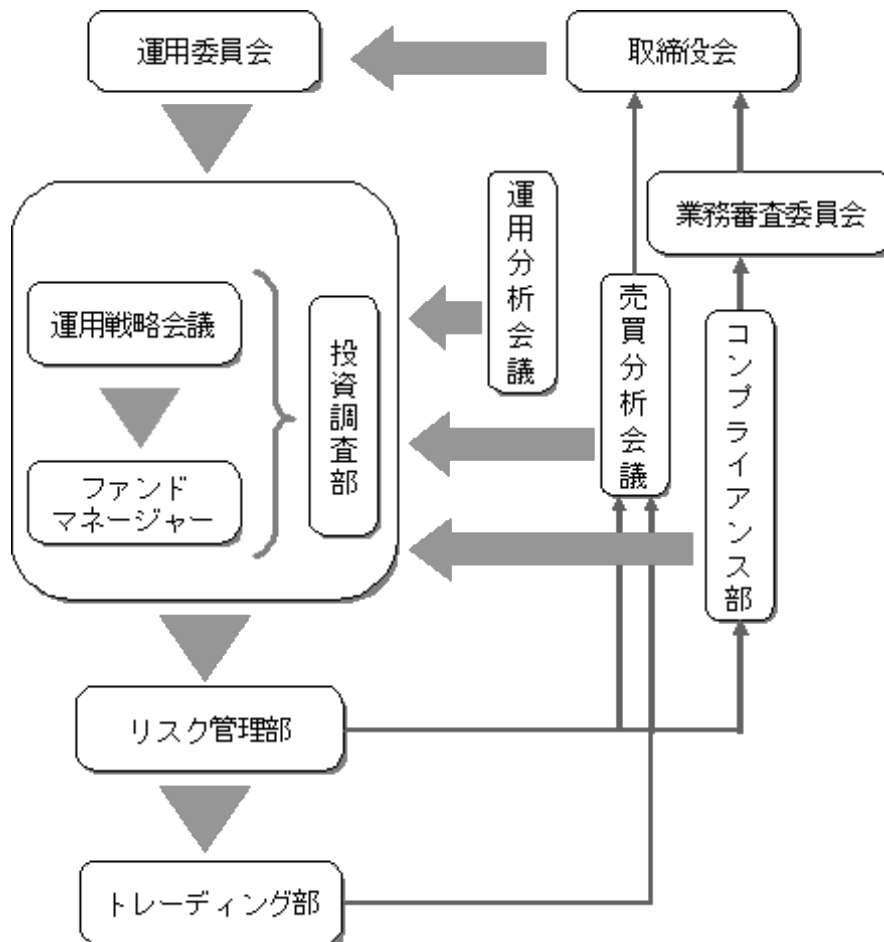 運用委員会
取締役会
運用分析会議
業務審査委員会
売買分析会議
コンプライアンス部
運用戦略会議
投資調査部
ファンド
マネージャー
リスク管理部
トレーディング部